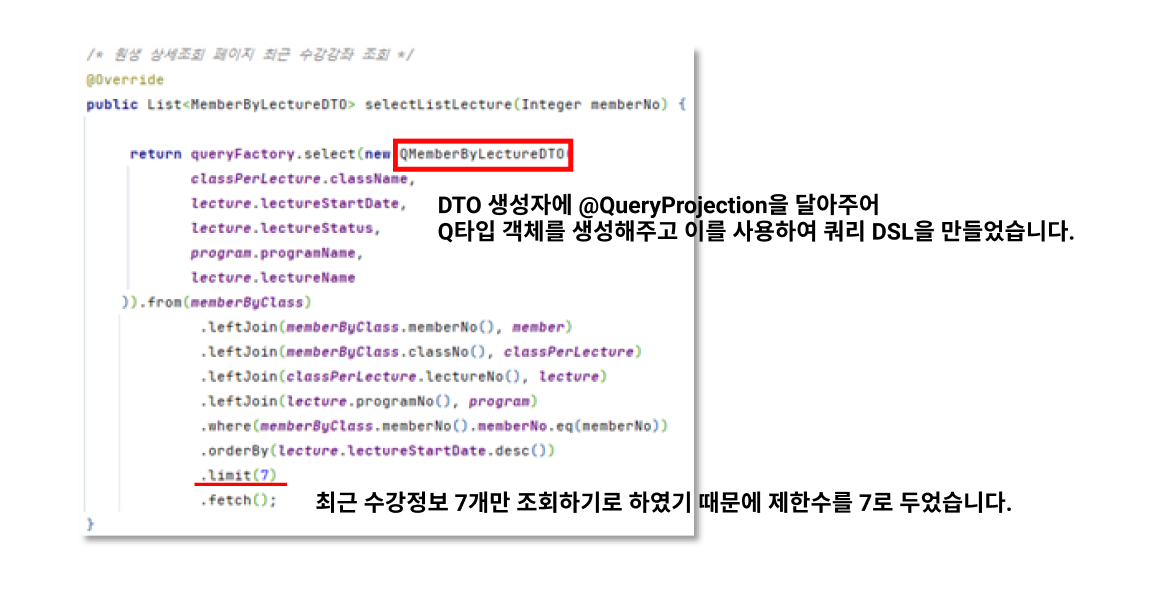 /* 원생 상세조회 페이지 최근 수강강좌 조회 */
@Override
public List<MemberByLectureDTO> selectListLecture(Integer memberNo) {
return queryFactory.select(new QMemberByLectureDTO(
classPerLecture.className,
lecture.lectureStartDate,
DTO 생성자에 @QueryProjection을 달아주어
lecture.lectureStatus,
Q타입 객체를 생성해주고 이를 사용하여 쿼리 DSL을 만들었습니다.
program.programName,
lecture.lectureName
)).from(memberByClass)
.leftJoin(memberByClass.memberNo(), member)
.leftJoin(memberByClass.classNo(), classPerLecture)
.leftJoin(classPerLecture.lectureNo(), lecture)
.leftJoin(lecture.programNo(), program)
.where(memberByClass.memberNo().memberNo.eq(memberNo))
.orderBy(lecture.lectureStartDate.desc())
.limit(7)
.fetch();
최근 수강정보 7개만 조회하기로 하였기 때문에 제한수를 7로 두었습니다.
}